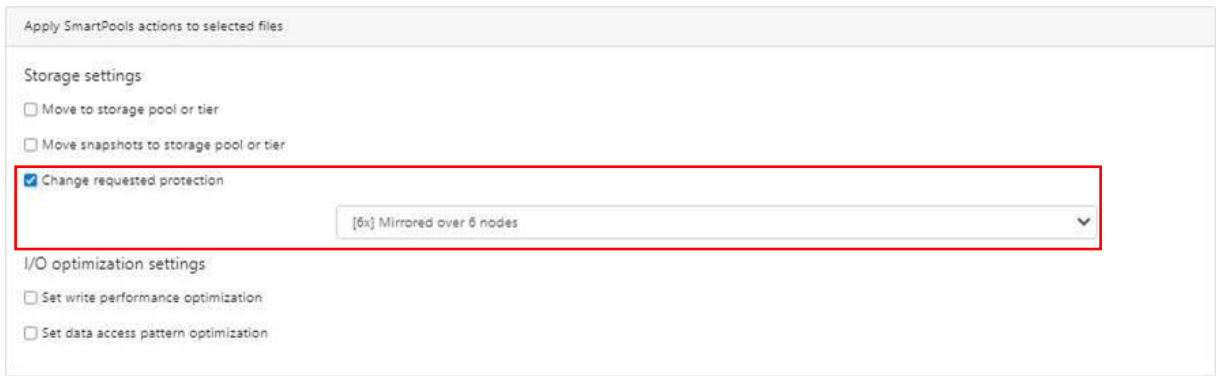 Apply SmartPools actions to selected files
Storage settings
Move to storage pool or tier
Move snapshots to storage pool or tier
Change requested protection
[6x] Mirrored over 6 nodes
I/O optimization settings
Set write performance optimization
Set data access pattern optimization